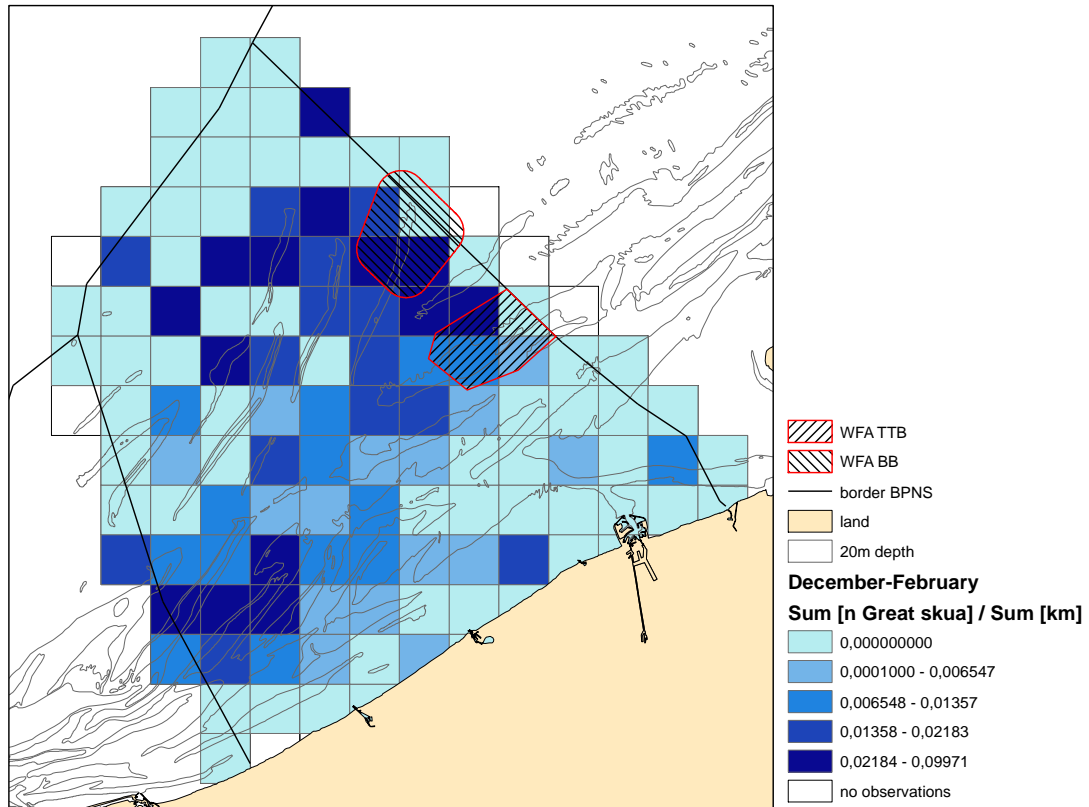 WFA TTB
WFA BB
border BPNS
land
20m depth
December-February
Sum [n Great skua] / Sum [km]
0,000000000
0,0001000 - 0,006547
0,006548 - 0,01357
0,01358 - 0,02183
0,02184 - 0,09971
no observations